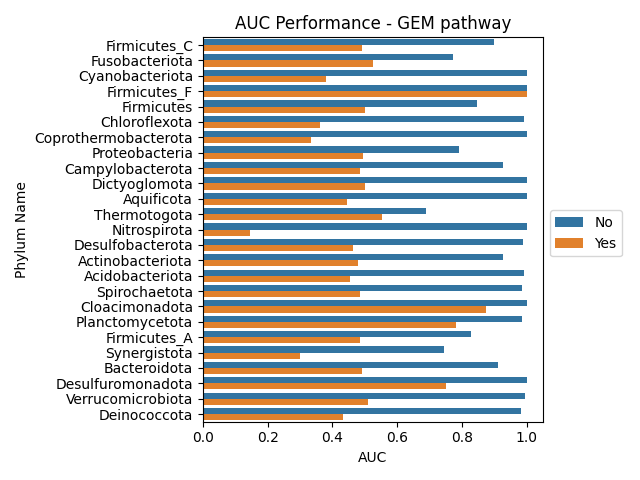 AUC Performance - GEM pathway
Phylum Name
Firmicutes_C
Fusobacteriota
Cyanobacteriota
Firmicutes_F
Firmicutes
Chloroflexota
Coprothermobacterota
Proteobacteria
Campylobacterota
Dictyoglomota
Aquificota
Thermotogota
Nitrospirota
Desulfobacterota
Actinobacteriota
Acidobacteriota
Spirochaetota
Cloacimonadota
Planctomycetota
Firmicutes_A
Synergistota
Bacteroidota
Desulfuromonadota
Verrucomicrobiota
Deinococcota
0.0 0.2 0.4 0.6 0.8 1.0
AUC
No
Yes